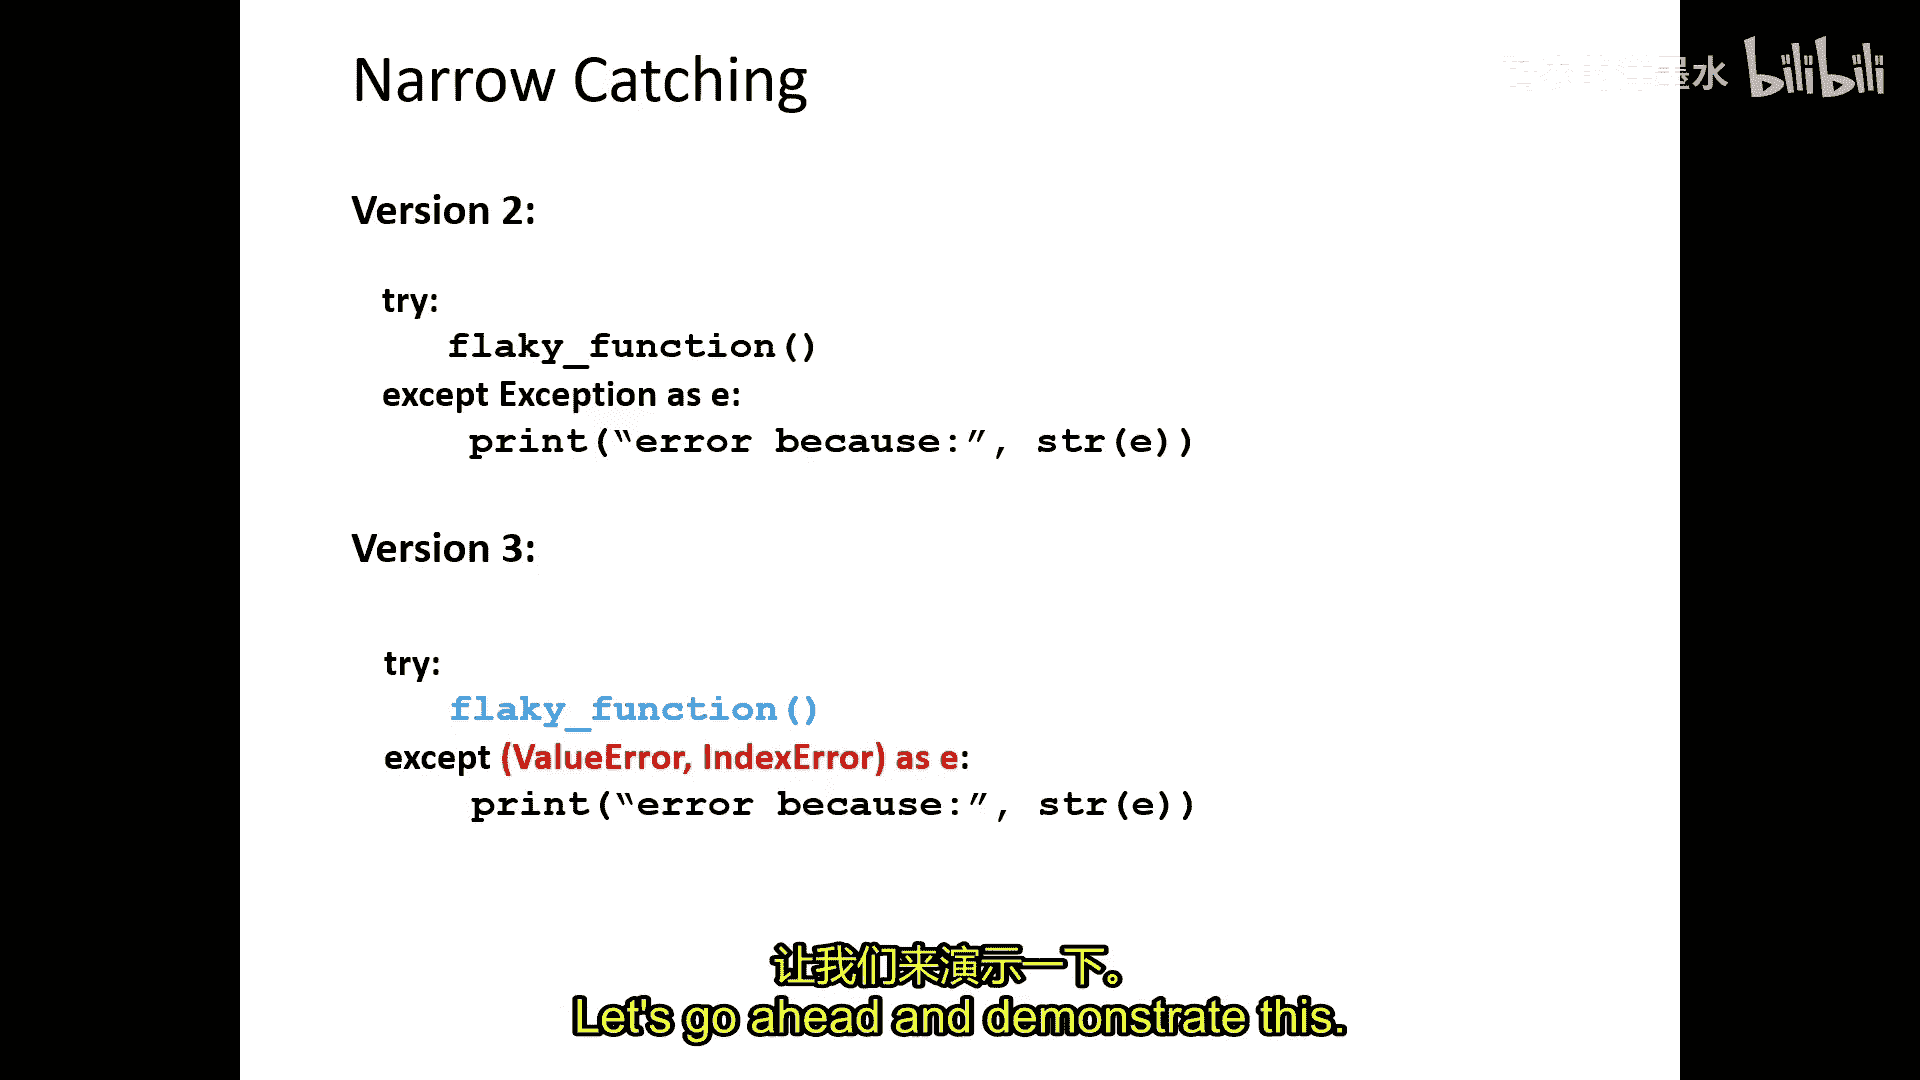 Narrow Catching
水 bilibili
Version 2:
try:
flaky_function()
except Exception as e:
print(“error because:”, str(e))
Version 3:
try:
flaky_function()
except (ValueError, IndexError) as e:
print(“error because:”, str(e))
让我们来演示一下。
Let's go ahead and demonstrate this.